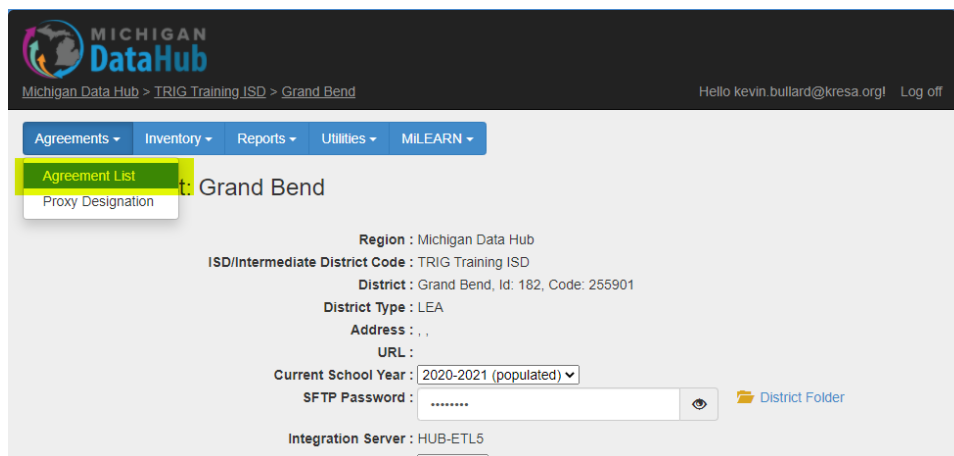 MICHIGAN
DataHub
Michigan Data Hub > TRIG Training ISD > Grand Bend
Hello kevin.bullard@kresa.org! Log off
Agreements Inventory Reports Utilities MiLEARN
Agreement List
Proxy Designation
t: Grand Bend
Region : Michigan Data Hub
ISD/Intermediate District Code : TRIG Training ISD
District : Grand Bend, Id: 182, Code: 255901
District Type : LEA
Address : , ,
URL :
Current School Year : 2020-2021 (populated)
SFTP Password : ........ District Folder
Integration Server : HUB-ETL5